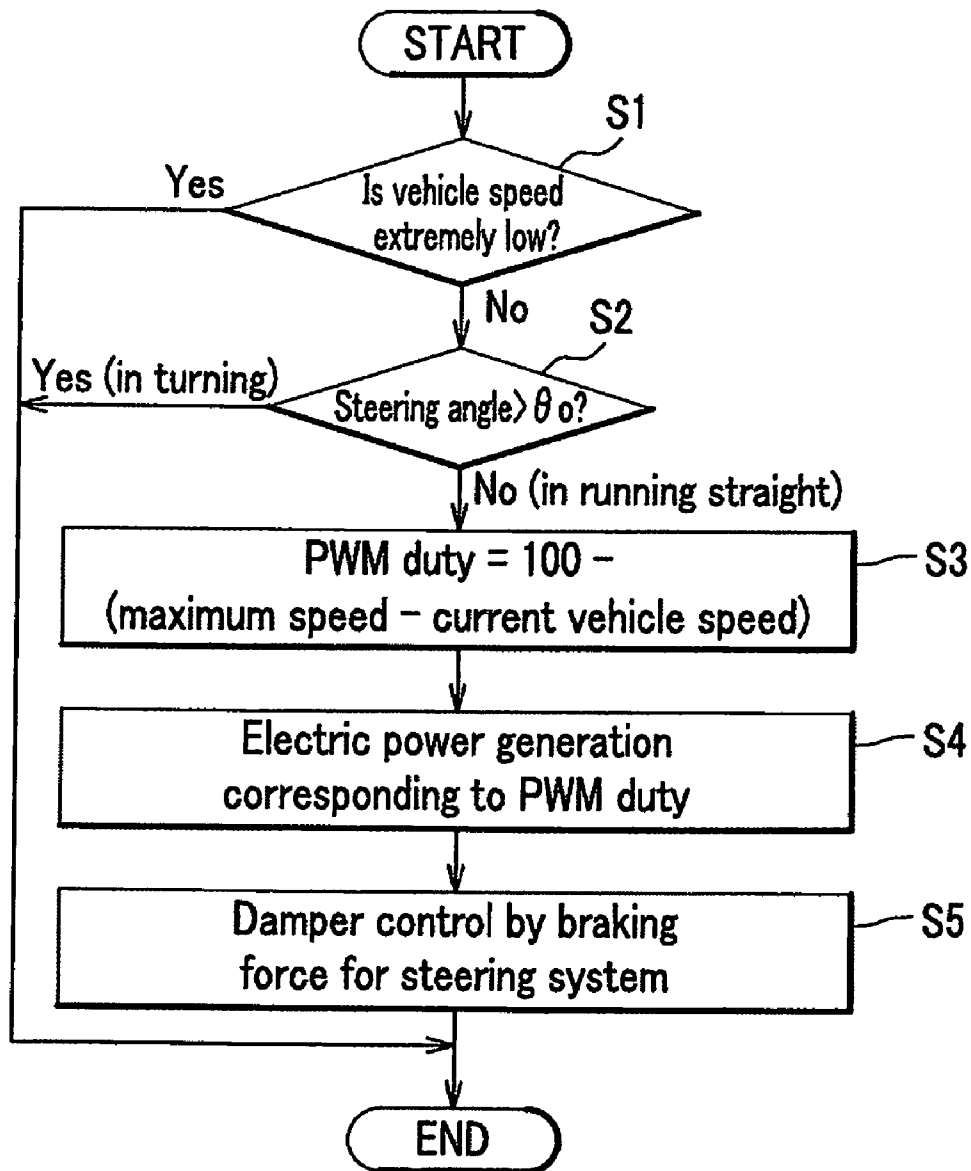 START
S1
Yes
Is vehicle speed
extremely low?
No
S2
Yes (in turning)
Steering angle> θo?
No (in running straight)
PWM duty = 100 −
(maximum speed − current vehicle speed)
S3
Electric power generation
corresponding to PWM duty
S4
Damper control by braking
force for steering system
S5
END